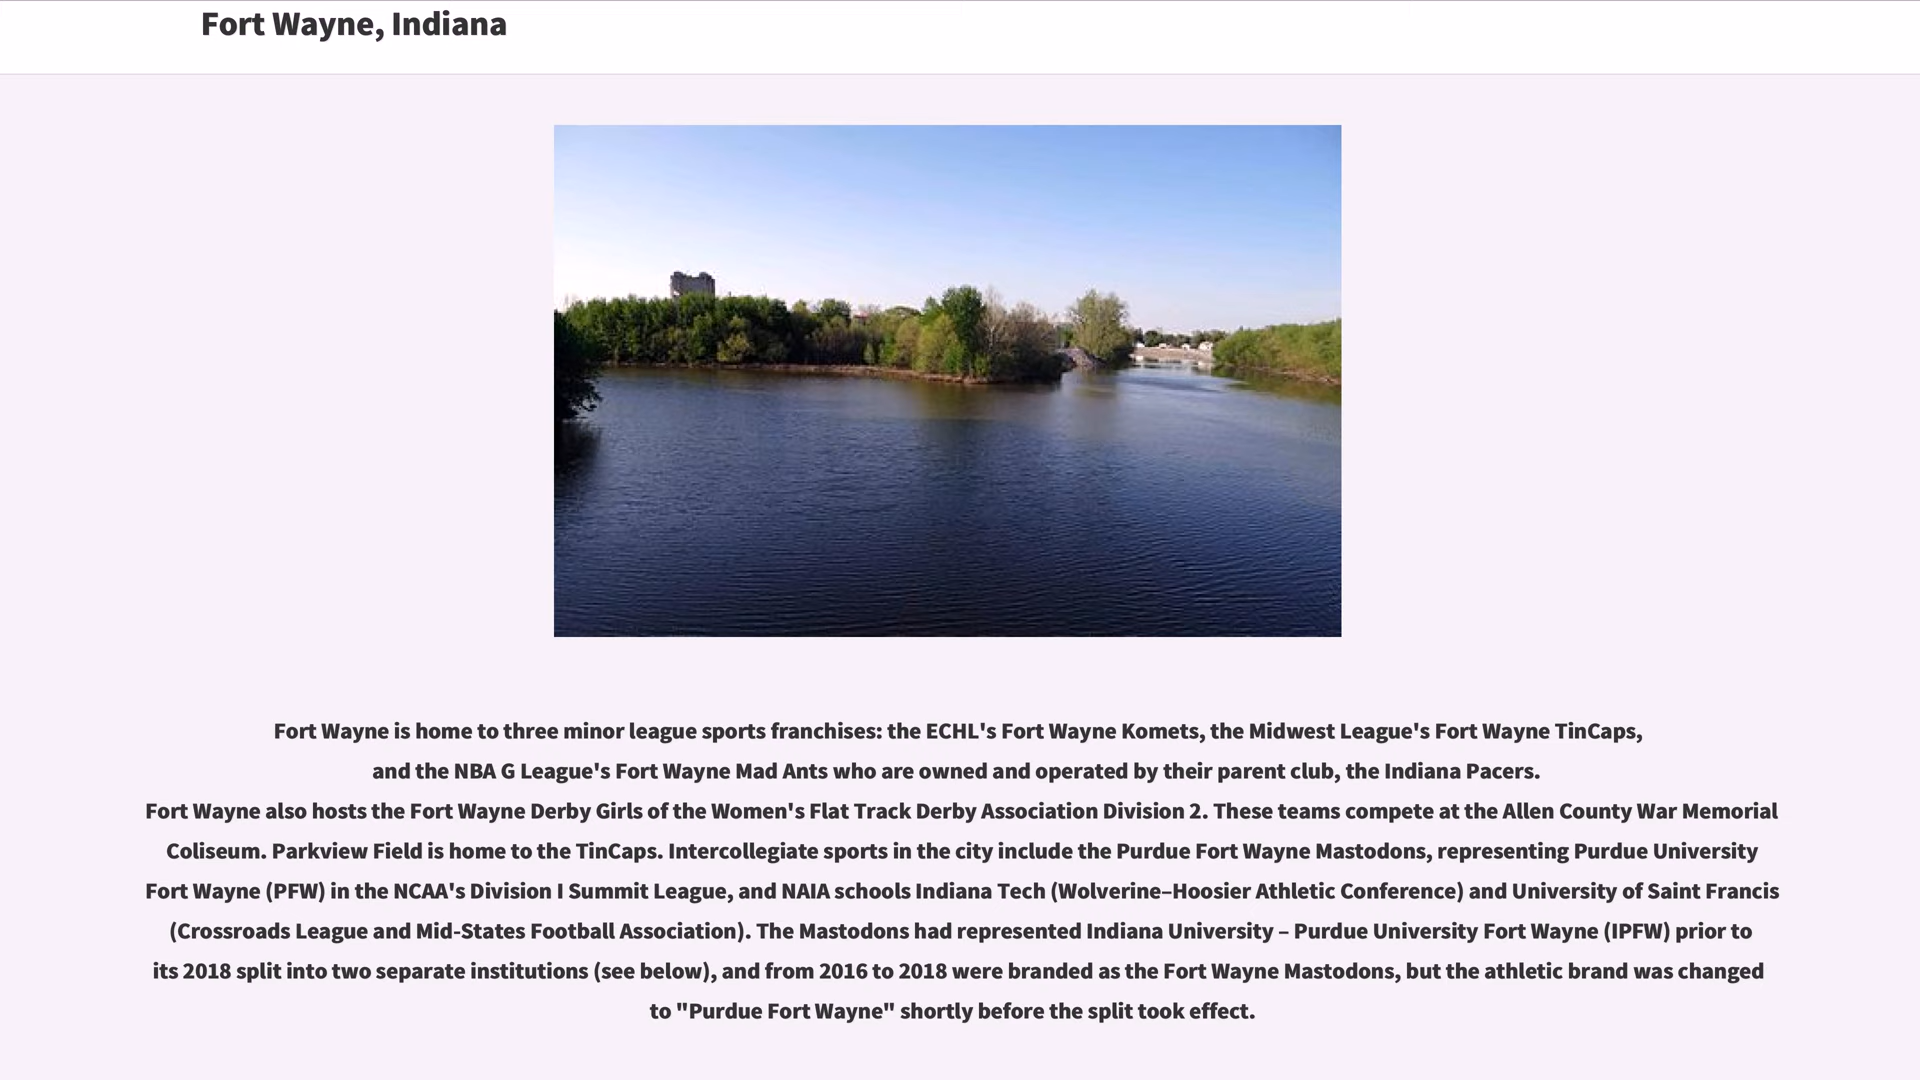 Fort Wayne, Indiana
Fort Wayne is home to three minor league sports franchises: the ECHL's Fort Wayne Komets, the Midwest League's Fort Wayne TinCaps,
and the NBA G League's Fort Wayne Mad Ants who are owned and operated by their parent club, the Indiana Pacers.
Fort Wayne also hosts the Fort Wayne Derby Girls of the Women's Flat Track Derby Association Division 2. These teams compete at the Allen County War Memorial
Coliseum. Parkview Field is home to the TinCaps. Intercollegiate sports in the city include the Purdue Fort Wayne Mastodons, representing Purdue University
Fort Wayne (PFW) in the NCAA's Division I Summit League, and NAIA schools Indiana Tech (Wolverine–Hoosier Athletic Conference) and University of Saint Francis
(Crossroads League and Mid-States Football Association). The Mastodons had represented Indiana University – Purdue University Fort Wayne (IPFW) prior to
its 2018 split into two separate institutions (see below), and from 2016 to 2018 were branded as the Fort Wayne Mastodons, but the athletic brand was changed
to "Purdue Fort Wayne" shortly before the split took effect.